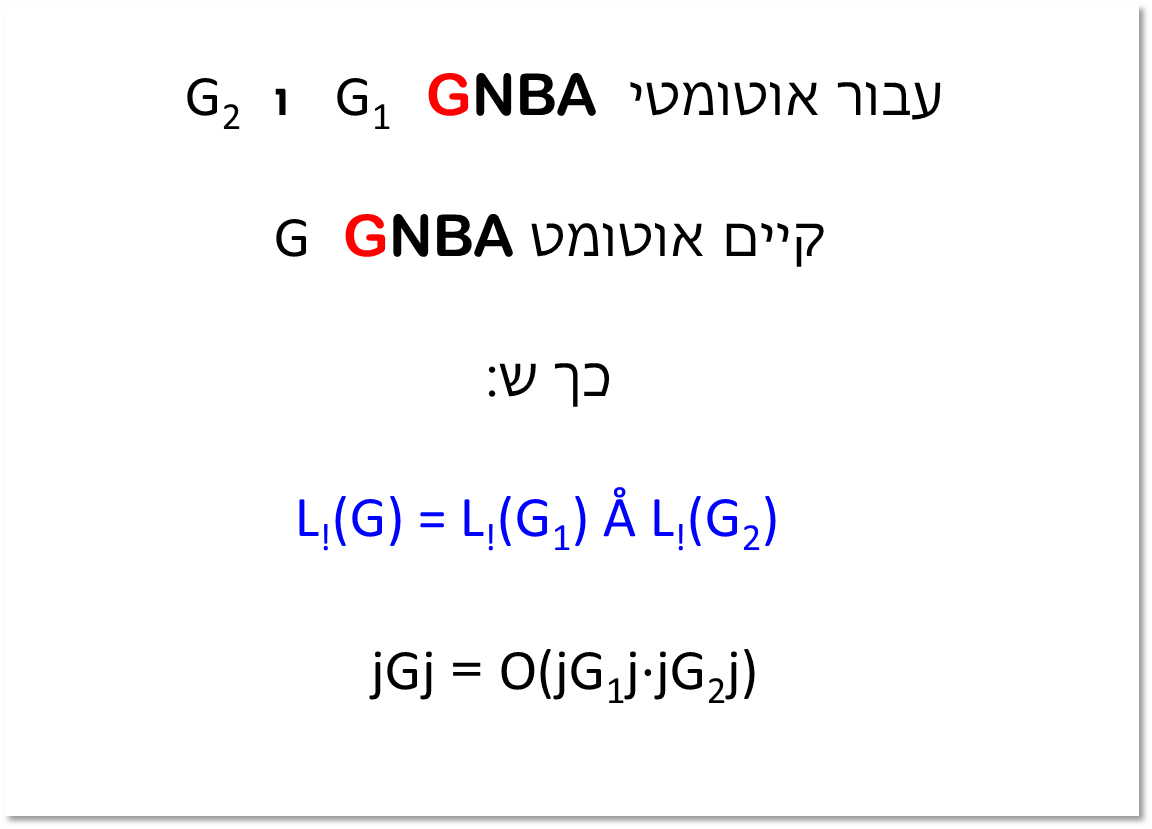 עבור אוטומטי GNBA G₁ ו G₂
קיים אוטומט GNBA G
כך ש:
L!(G) = L!(G₁) Å L!(G₂)
jGj = O(jG₁j·jG₂j)